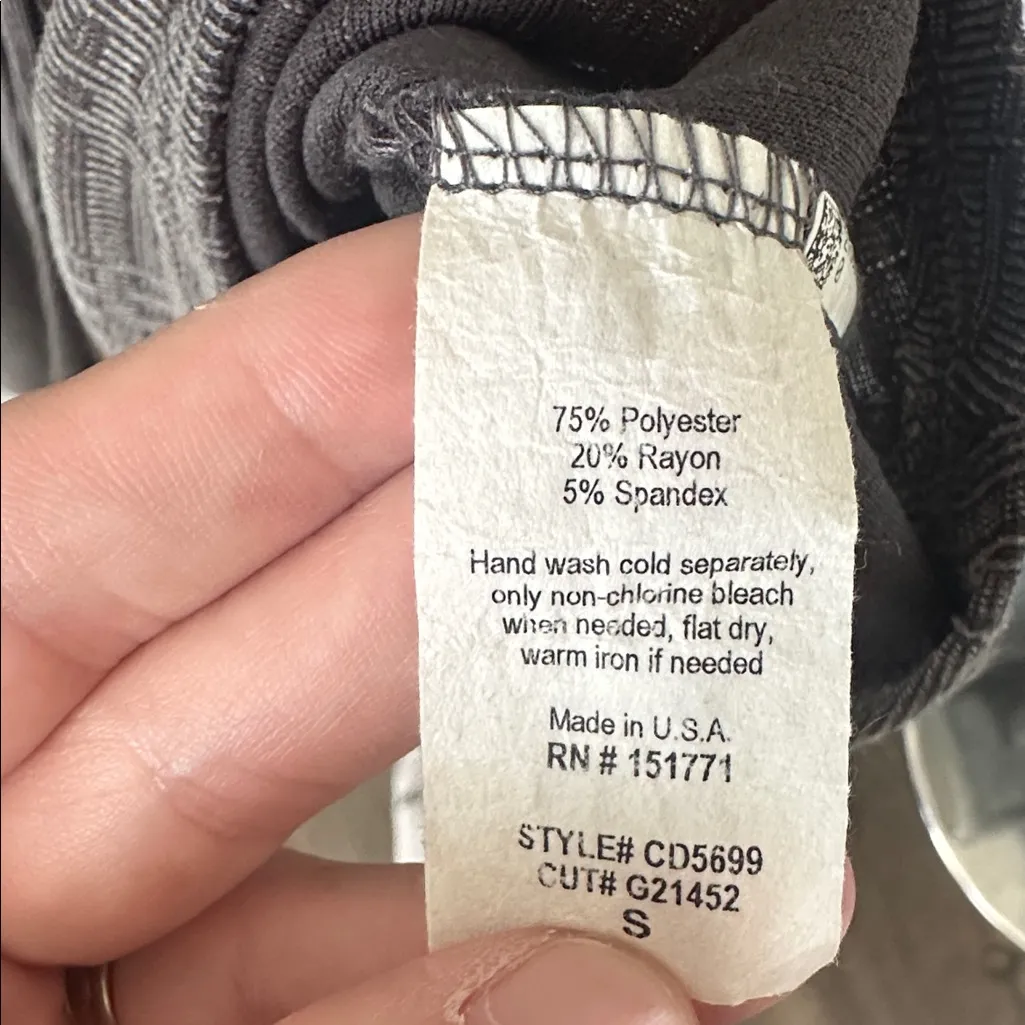 75% Polyester
20% Rayon
5% Spandex
Hand wash cold separately,
only non-chlorine bleach
when needed, flat dry,
warm iron if needed
Made in U.S.A.
RN # 151771
STYLE# CD5699
CUT# G21452
S